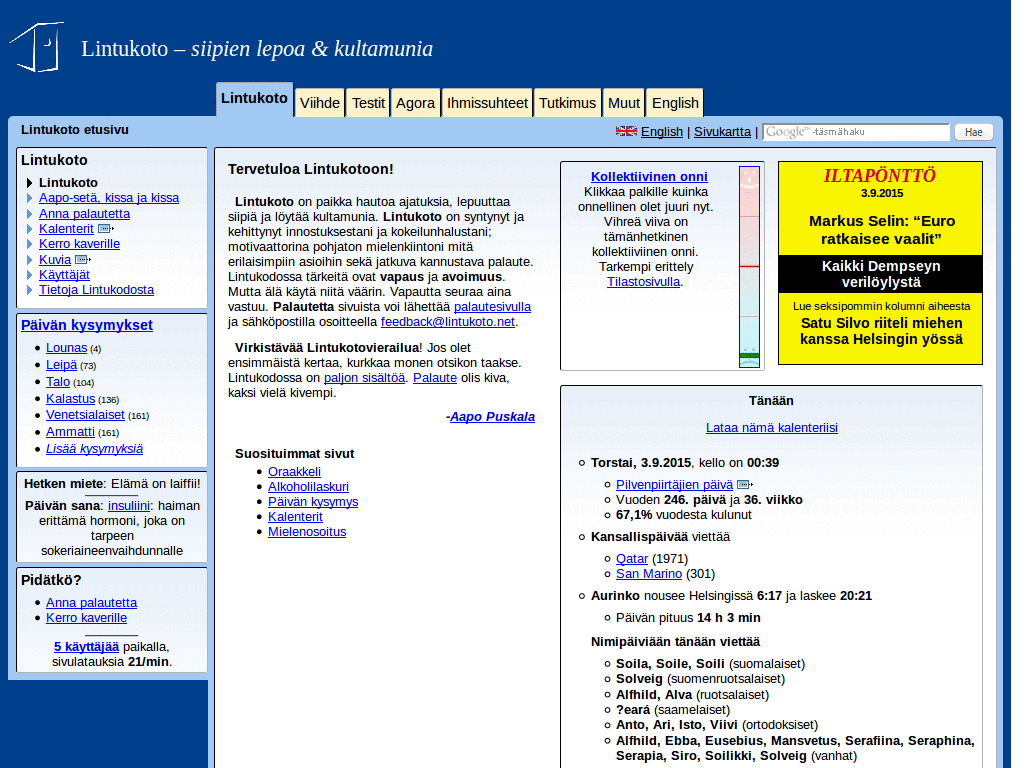 Lintukoto – siipien lepoa & kultamunia
Lintukoto Viihde Testit Agora Ihmissuhteet Tutkimus Muut English
Lintukoto etusivu
English | Sivukartta | Google™ -täsmähaku Hae
Lintukoto
Lintukoto
Aapo-setä, kissa ja kissa
Anna palautetta
Kalenterit
Kerro kaverille
Kuvia
Käyttäjät
Tietoja Lintukodosta
Päivän kysymykset
Lounas (4)
Leipä (73)
Talo (104)
Kalastus (136)
Venetsialaiset (161)
Ammatti (161)
Lisää kysymyksiä
Hetken miete: Elämä on laiffii!
Päivän sana: insuliini: haiman
erittämä hormoni, joka on
tarpeen
sokeriaineenvaihdunnalle
Pidätkö?
Anna palautetta
Kerro kaverille
5 käyttäjää paikalla,
sivulatauksia 21/min.
Tervetuloa Lintukotoon!
Lintukoto on paikka hautoa ajatuksia, lepuuttaa
siipiä ja löytää kultamunia. Lintukoto on syntynyt ja
kehittynyt innostuksestani ja kokeilunhalustani;
motivaattorina pohjaton mielenkiintoni mitä
erilaisimpiin asioihin sekä jatkuva kannustava palaute.
Lintukodossa tärkeitä ovat vapaus ja avoimuus.
Mutta älä käytä niitä väärin. Vapautta seuraa aina
vastuu. Palautetta sivuista voi lähettää palautesivulla
ja sähköpostilla osoitteella feedback@lintukoto.net.
Virkistävää Lintukotovierailua! Jos olet
ensimmäistä kertaa, kurkkaa monen otsikon taakse.
Lintukodossa on paljon sisältöä. Palaute olis kiva,
kaksi vielä kivempi.
-Aapo Puskala
Suosituimmat sivut
Oraakkeli
Alkoholilaskuri
Päivän kysymys
Kalenterit
Mielenosoitus
Kollektiivinen onni
Klikkaa palkille kuinka
onnellinen olet juuri nyt.
Vihreä viiva on
tämänhetkinen
kollektiiviinen onni.
Tarkempi erittely
Tilastosivulla.
ILTAPÖNTTÖ
3.9.2015
Markus Selin: “Euro
ratkaisee vaalit”
Kaikki Dempseyn
verilöylystä
Lue seksipommin kolumni aiheesta
Satu Silvo riiteli miehen
kanssa Helsingin yössä
Tänään
Lataa nämä kalenteriisi
Torstai, 3.9.2015, kello on 00:39
Pilvenpiirtäjien päivä
Vuoden 246. päivä ja 36. viikko
67,1% vuodesta kulunut
Kansallispäivää viettää
Qatar (1971)
San Marino (301)
Aurinko nousee Helsingissä 6:17 ja laskee 20:21
Päivän pituus 14 h 3 min
Nimipäiviään tänään viettää
Soila, Soile, Soili (suomalaiset)
Solveig (suomenruotsalaiset)
Alfhild, Alva (ruotsalaiset)
?eará (saamelaiset)
Anto, Ari, Isto, Viivi (ortodoksiset)
Alfhild, Ebba, Eusebius, Mansvetus, Serafiina, Seraphina,
Serapia, Siro, Soilikki, Solveig (vanhat)